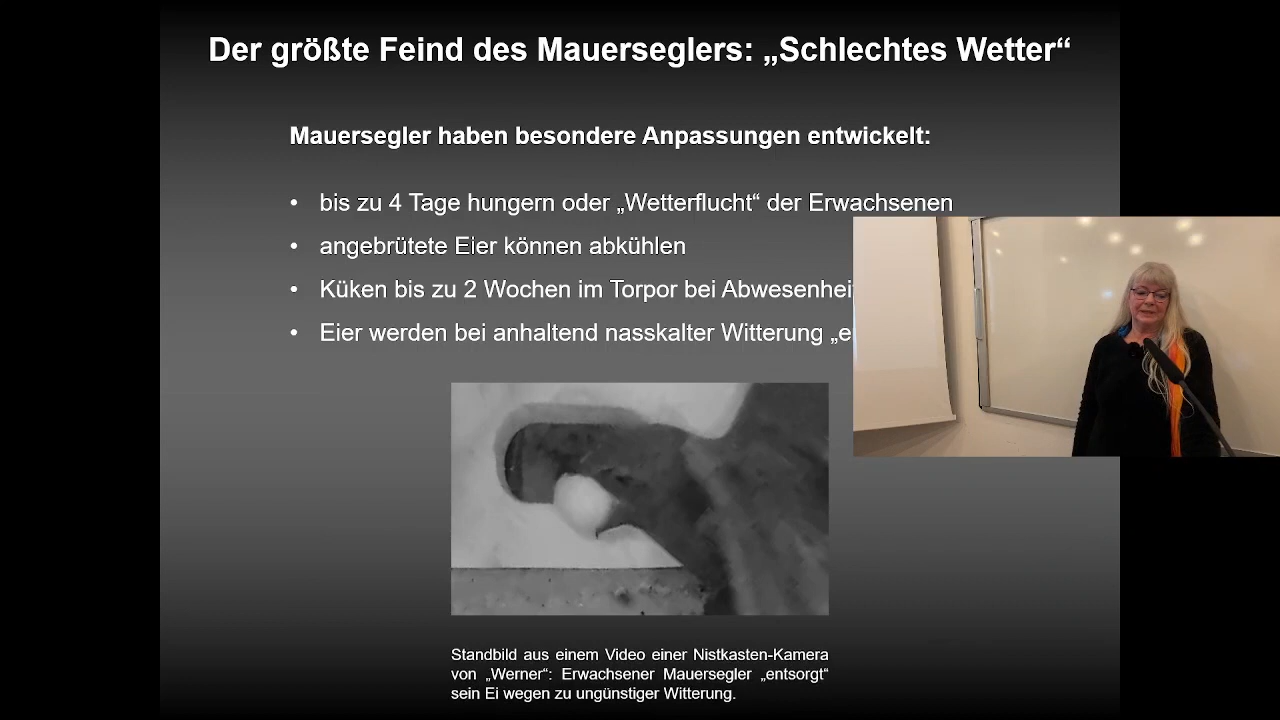 Der größte Feind des Mauerseglers: „Schlechtes Wetter“
Mauersegler haben besondere Anpassungen entwickelt:
• bis zu 4 Tage hungern oder „Wetterflucht“ der Erwachsenen
• angebrütete Eier können abkühlen
• Küken bis zu 2 Wochen im Torpor bei
• Eier werden bei anhaltend nasskalter Witterung
Standbild aus einem Video einer Nistkasten-Kamera
von „Werner“: Erwachsener Mauersegler „entsorgt“
sein Ei wegen zu ungünstiger Witterung.